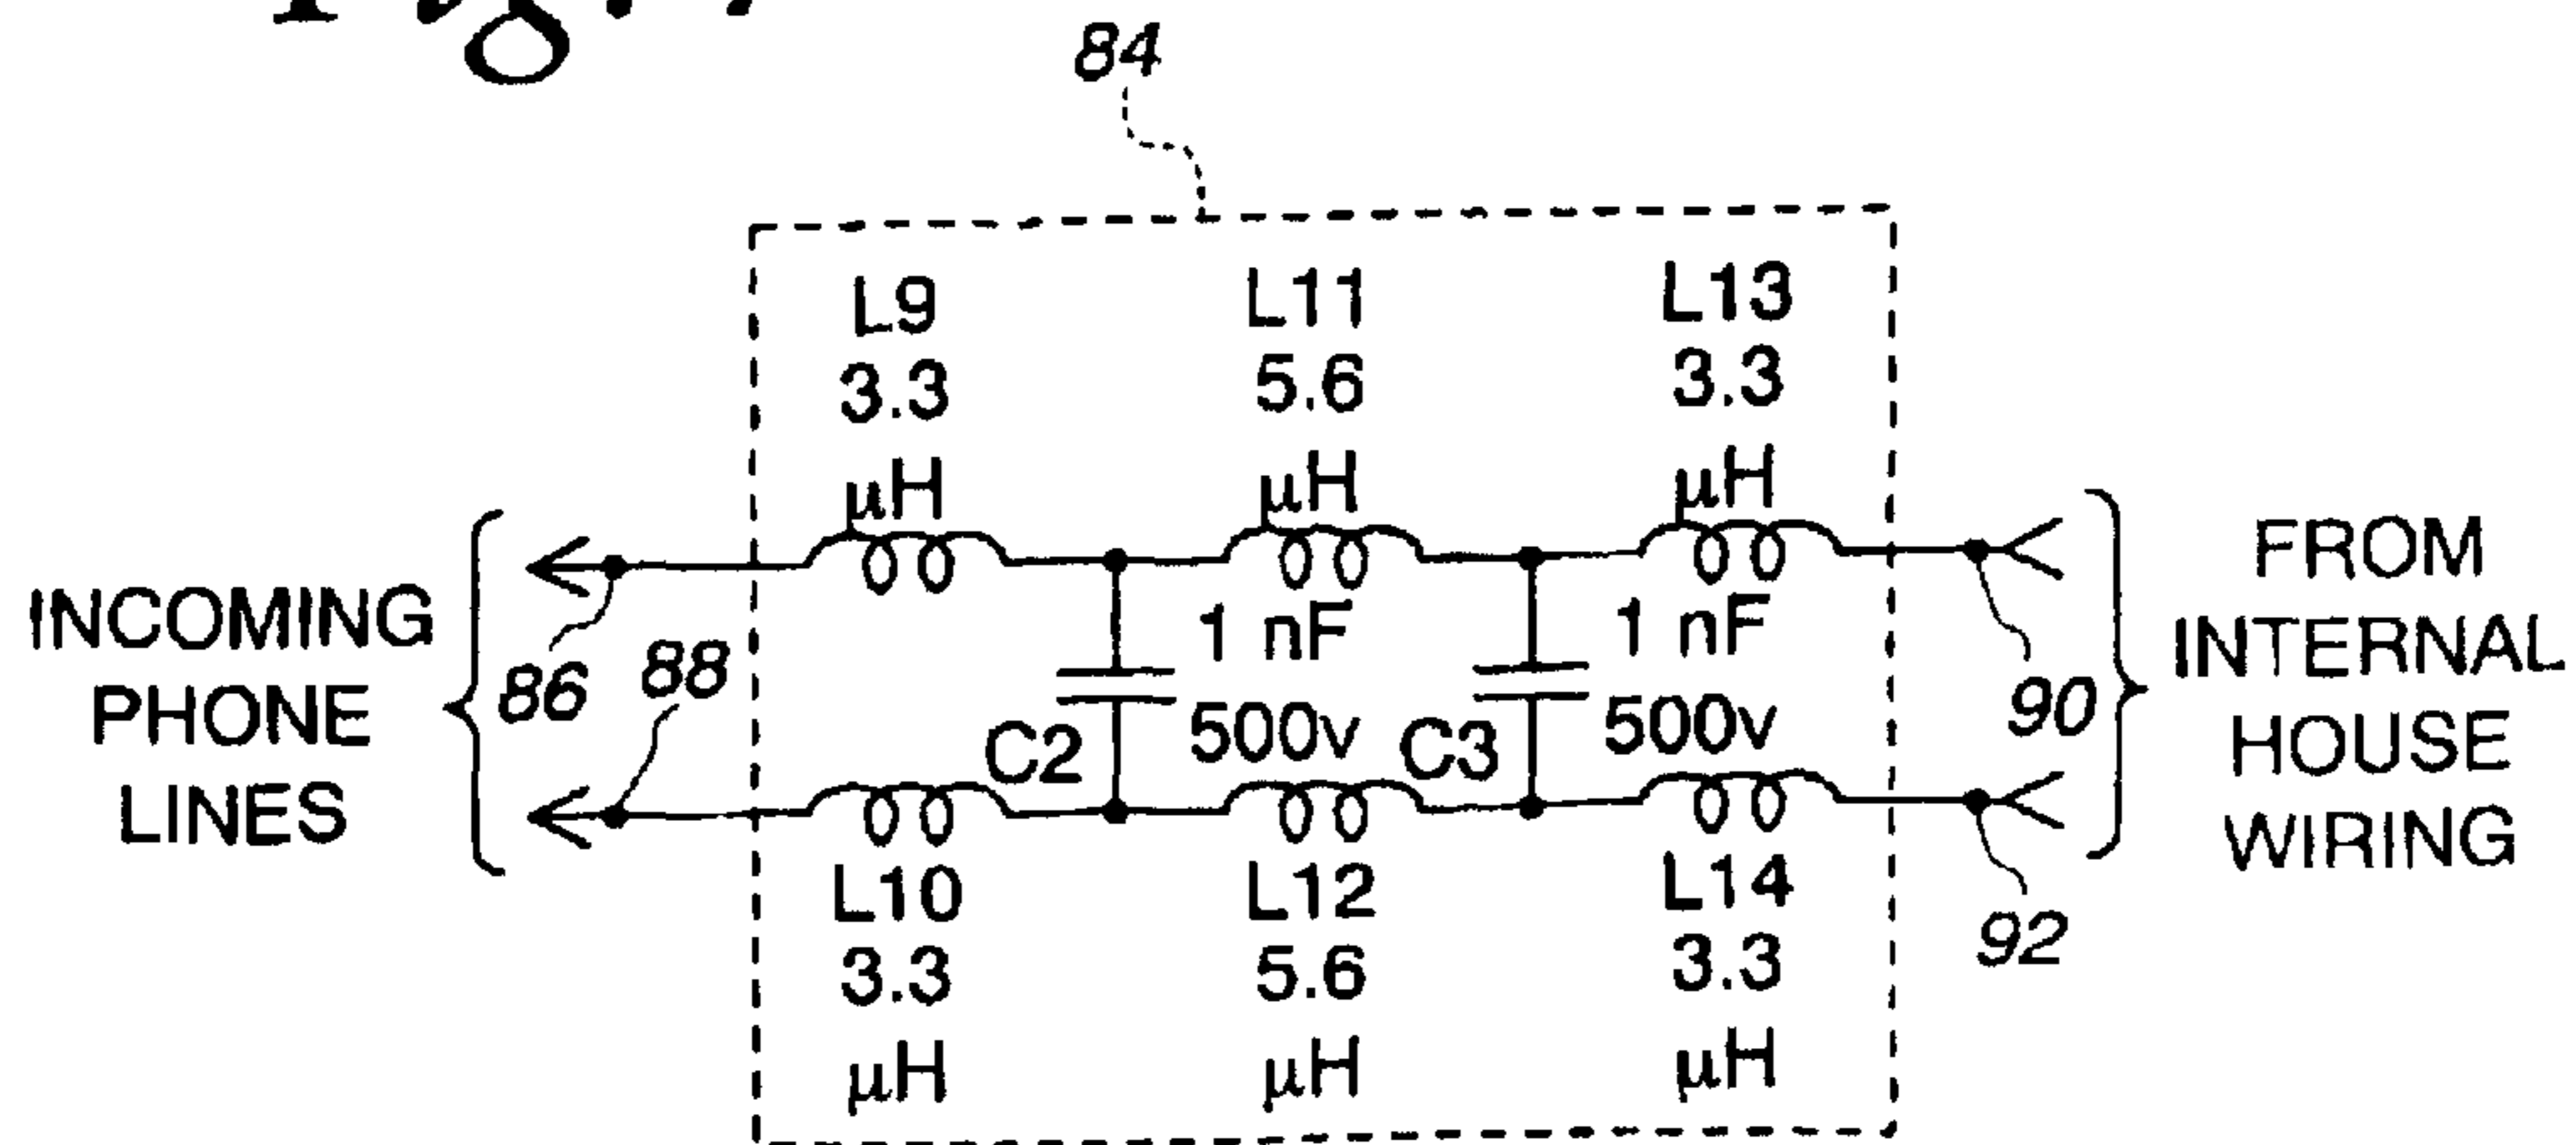 84
L9
3.3
μH
L11
5.6
μH
L13
3.3
μH
INCOMING
PHONE
LINES
86
88
C2
1 nF
500v
C3
1 nF
500v
90
92
FROM
INTERNAL
HOUSE
WIRING
L10
3.3
μH
L12
5.6
μH
L14
3.3
μH